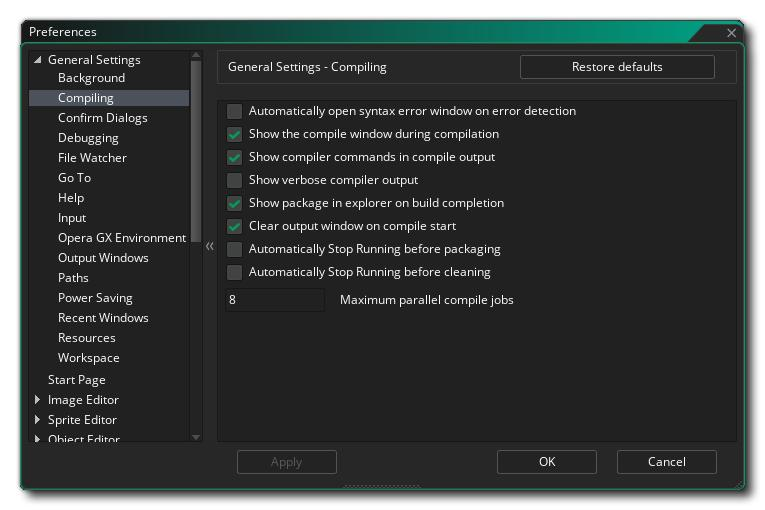 Preferences
General Settings
Background
Compiling
Confirm Dialogs
Debugging
File Watcher
Go To
Help
Input
Opera GX Environment
Output Windows
Paths
Power Saving
Recent Windows
Resources
Workspace
Start Page
Image Editor
Sprite Editor
Object Editor
General Settings - Compiling
Restore defaults
Automatically open syntax error window on error detection
Show the compile window during compilation
Show compiler commands in compile output
Show verbose compiler output
Show package in explorer on build completion
Clear output window on compile start
Automatically Stop Running before packaging
Automatically Stop Running before cleaning
8 Maximum parallel compile jobs
Apply
OK
Cancel